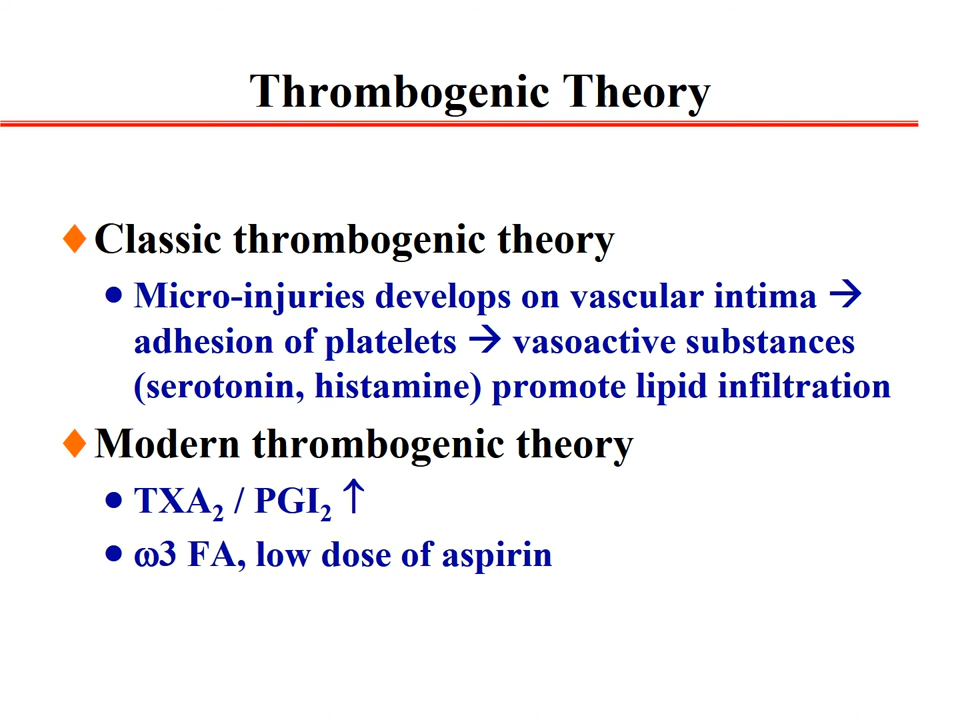 Thrombogenic Theory
♦Classic thrombogenic theory
• Micro-injuries develops on vascular intima →
adhesion of platelets → vasoactive substances
(serotonin, histamine) promote lipid infiltration
♦Modern thrombogenic theory
• TXA₂ / PGI₂ ↑
• ω3 FA, low dose of aspirin